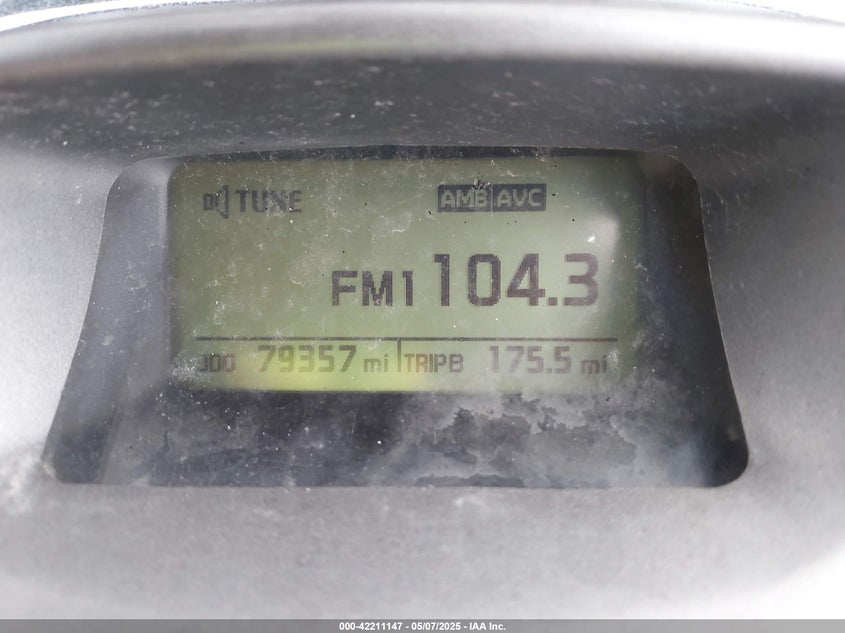 TUNE AMB AVC
FM1 104.3
ODO 79357 mi TRIPB 175.5 mi
000-42211147 - 05/07/2025 - IAA Inc.